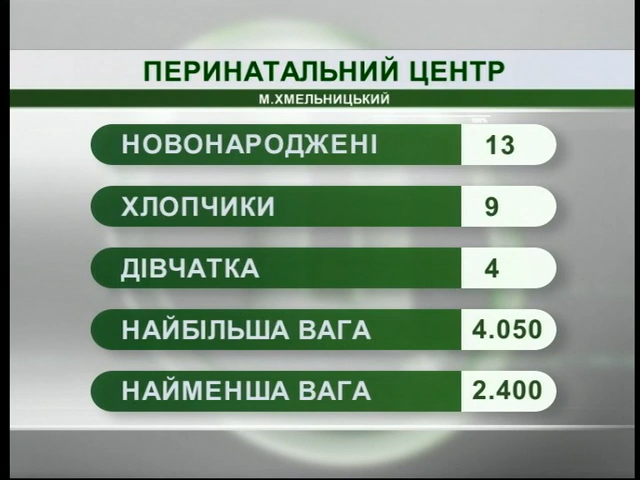 ПЕРИНАТАЛЬНИЙ ЦЕНТР
М.ХМЕЛЬНИЦЬКИЙ
НОВОНАРОДЖЕНІ 13
ХЛОПЧИКИ 9
ДІВЧАТКА 4
НАЙБІЛЬША ВАГА 4.050
НАЙМЕНША ВАГА 2.400